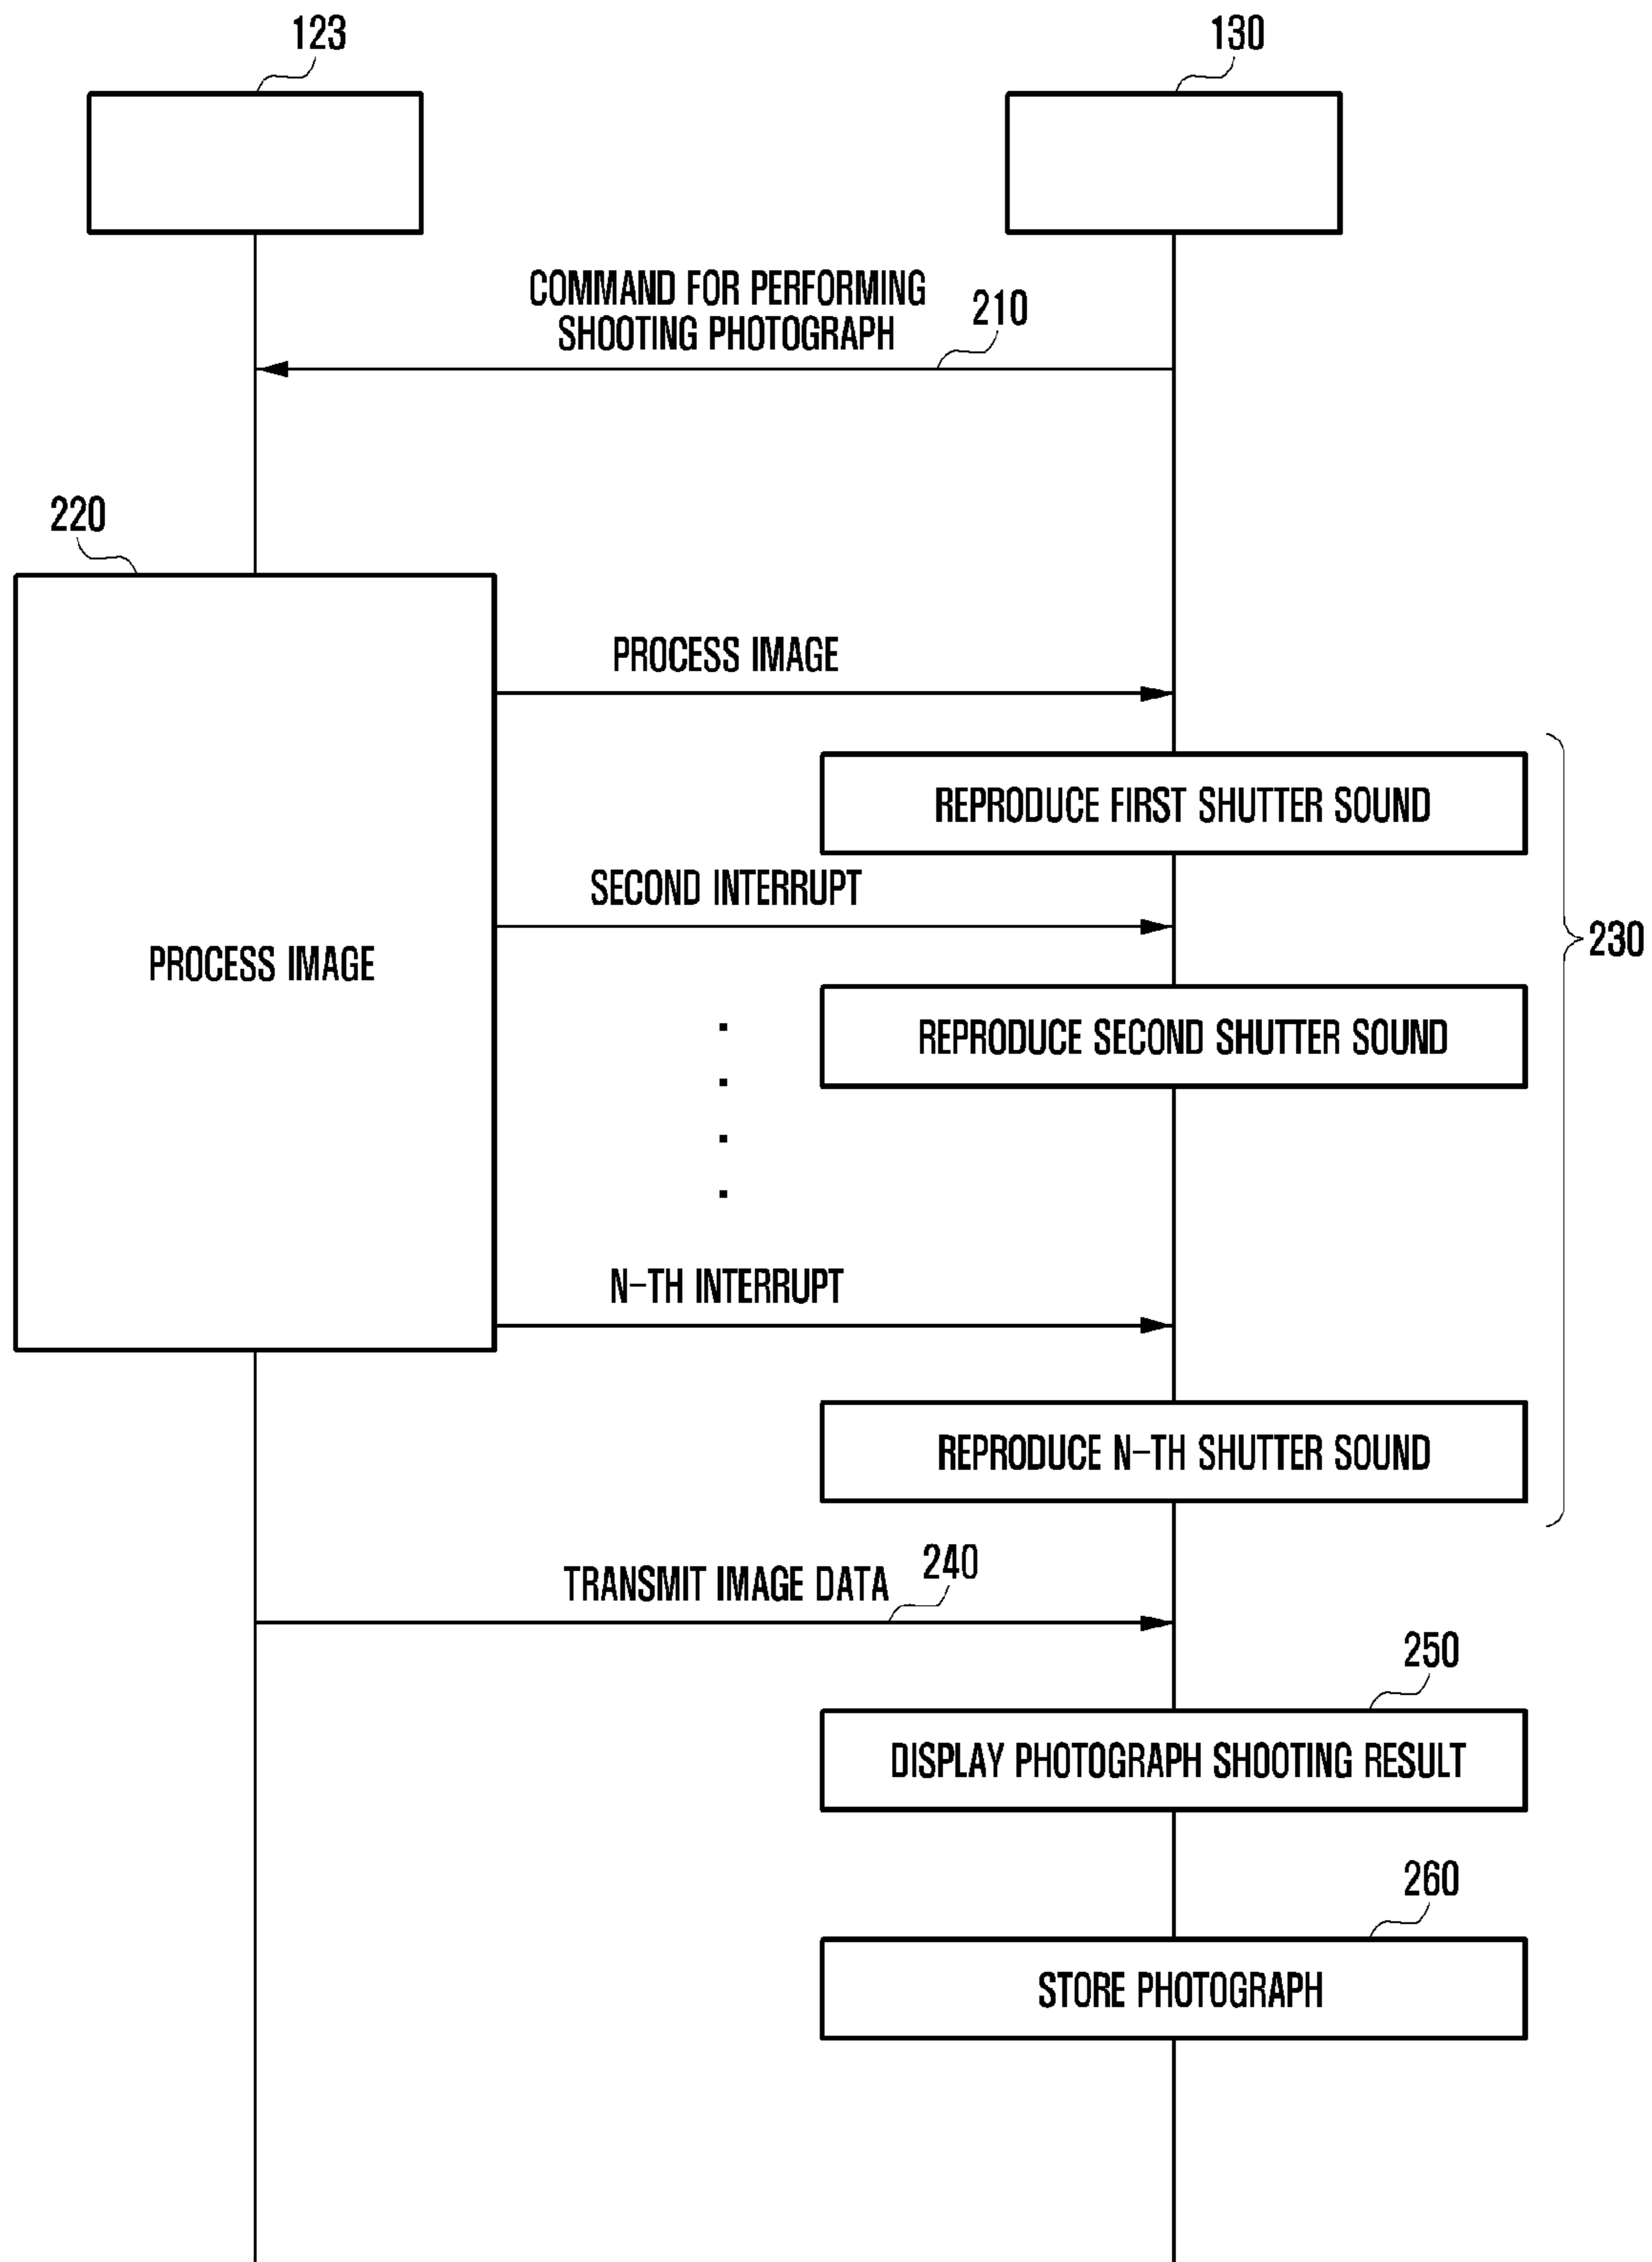 123
130
COMMAND FOR PERFORMING
SHOOTING PHOTOGRAPH
210
220
PROCESS IMAGE
REPRODUCE FIRST SHUTTER SOUND
SECOND INTERRUPT
230
PROCESS IMAGE
REPRODUCE SECOND SHUTTER SOUND
N-TH INTERRUPT
REPRODUCE N-TH SHUTTER SOUND
TRANSMIT IMAGE DATA
240
250
DISPLAY PHOTOGRAPH SHOOTING RESULT
260
STORE PHOTOGRAPH